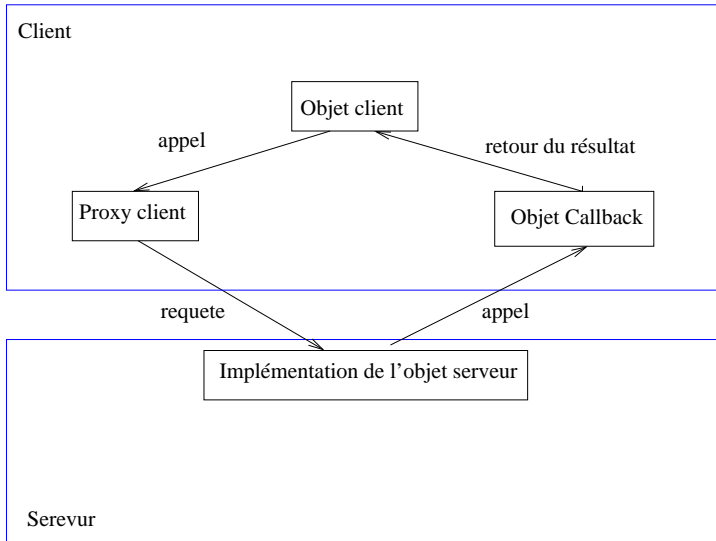 Client
Objet client
appel
retour du résultat
Proxy client
Objet Callback
requete
appel
Implémentation de l'objet serveur
Serevur